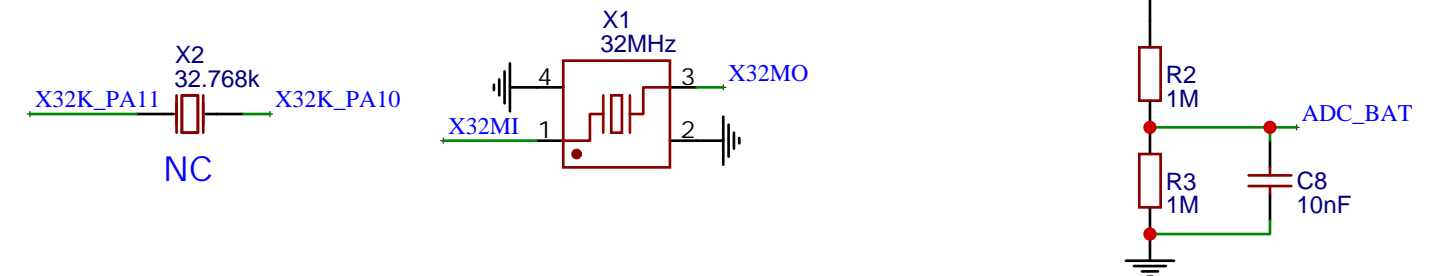 X2
32.768k
X32K_PA11
X32K_PA10
NC
X1
32MHz
4
3
X32MO
X32MI
1
2
R2
1M
ADC_BAT
R3
1M
C8
10nF